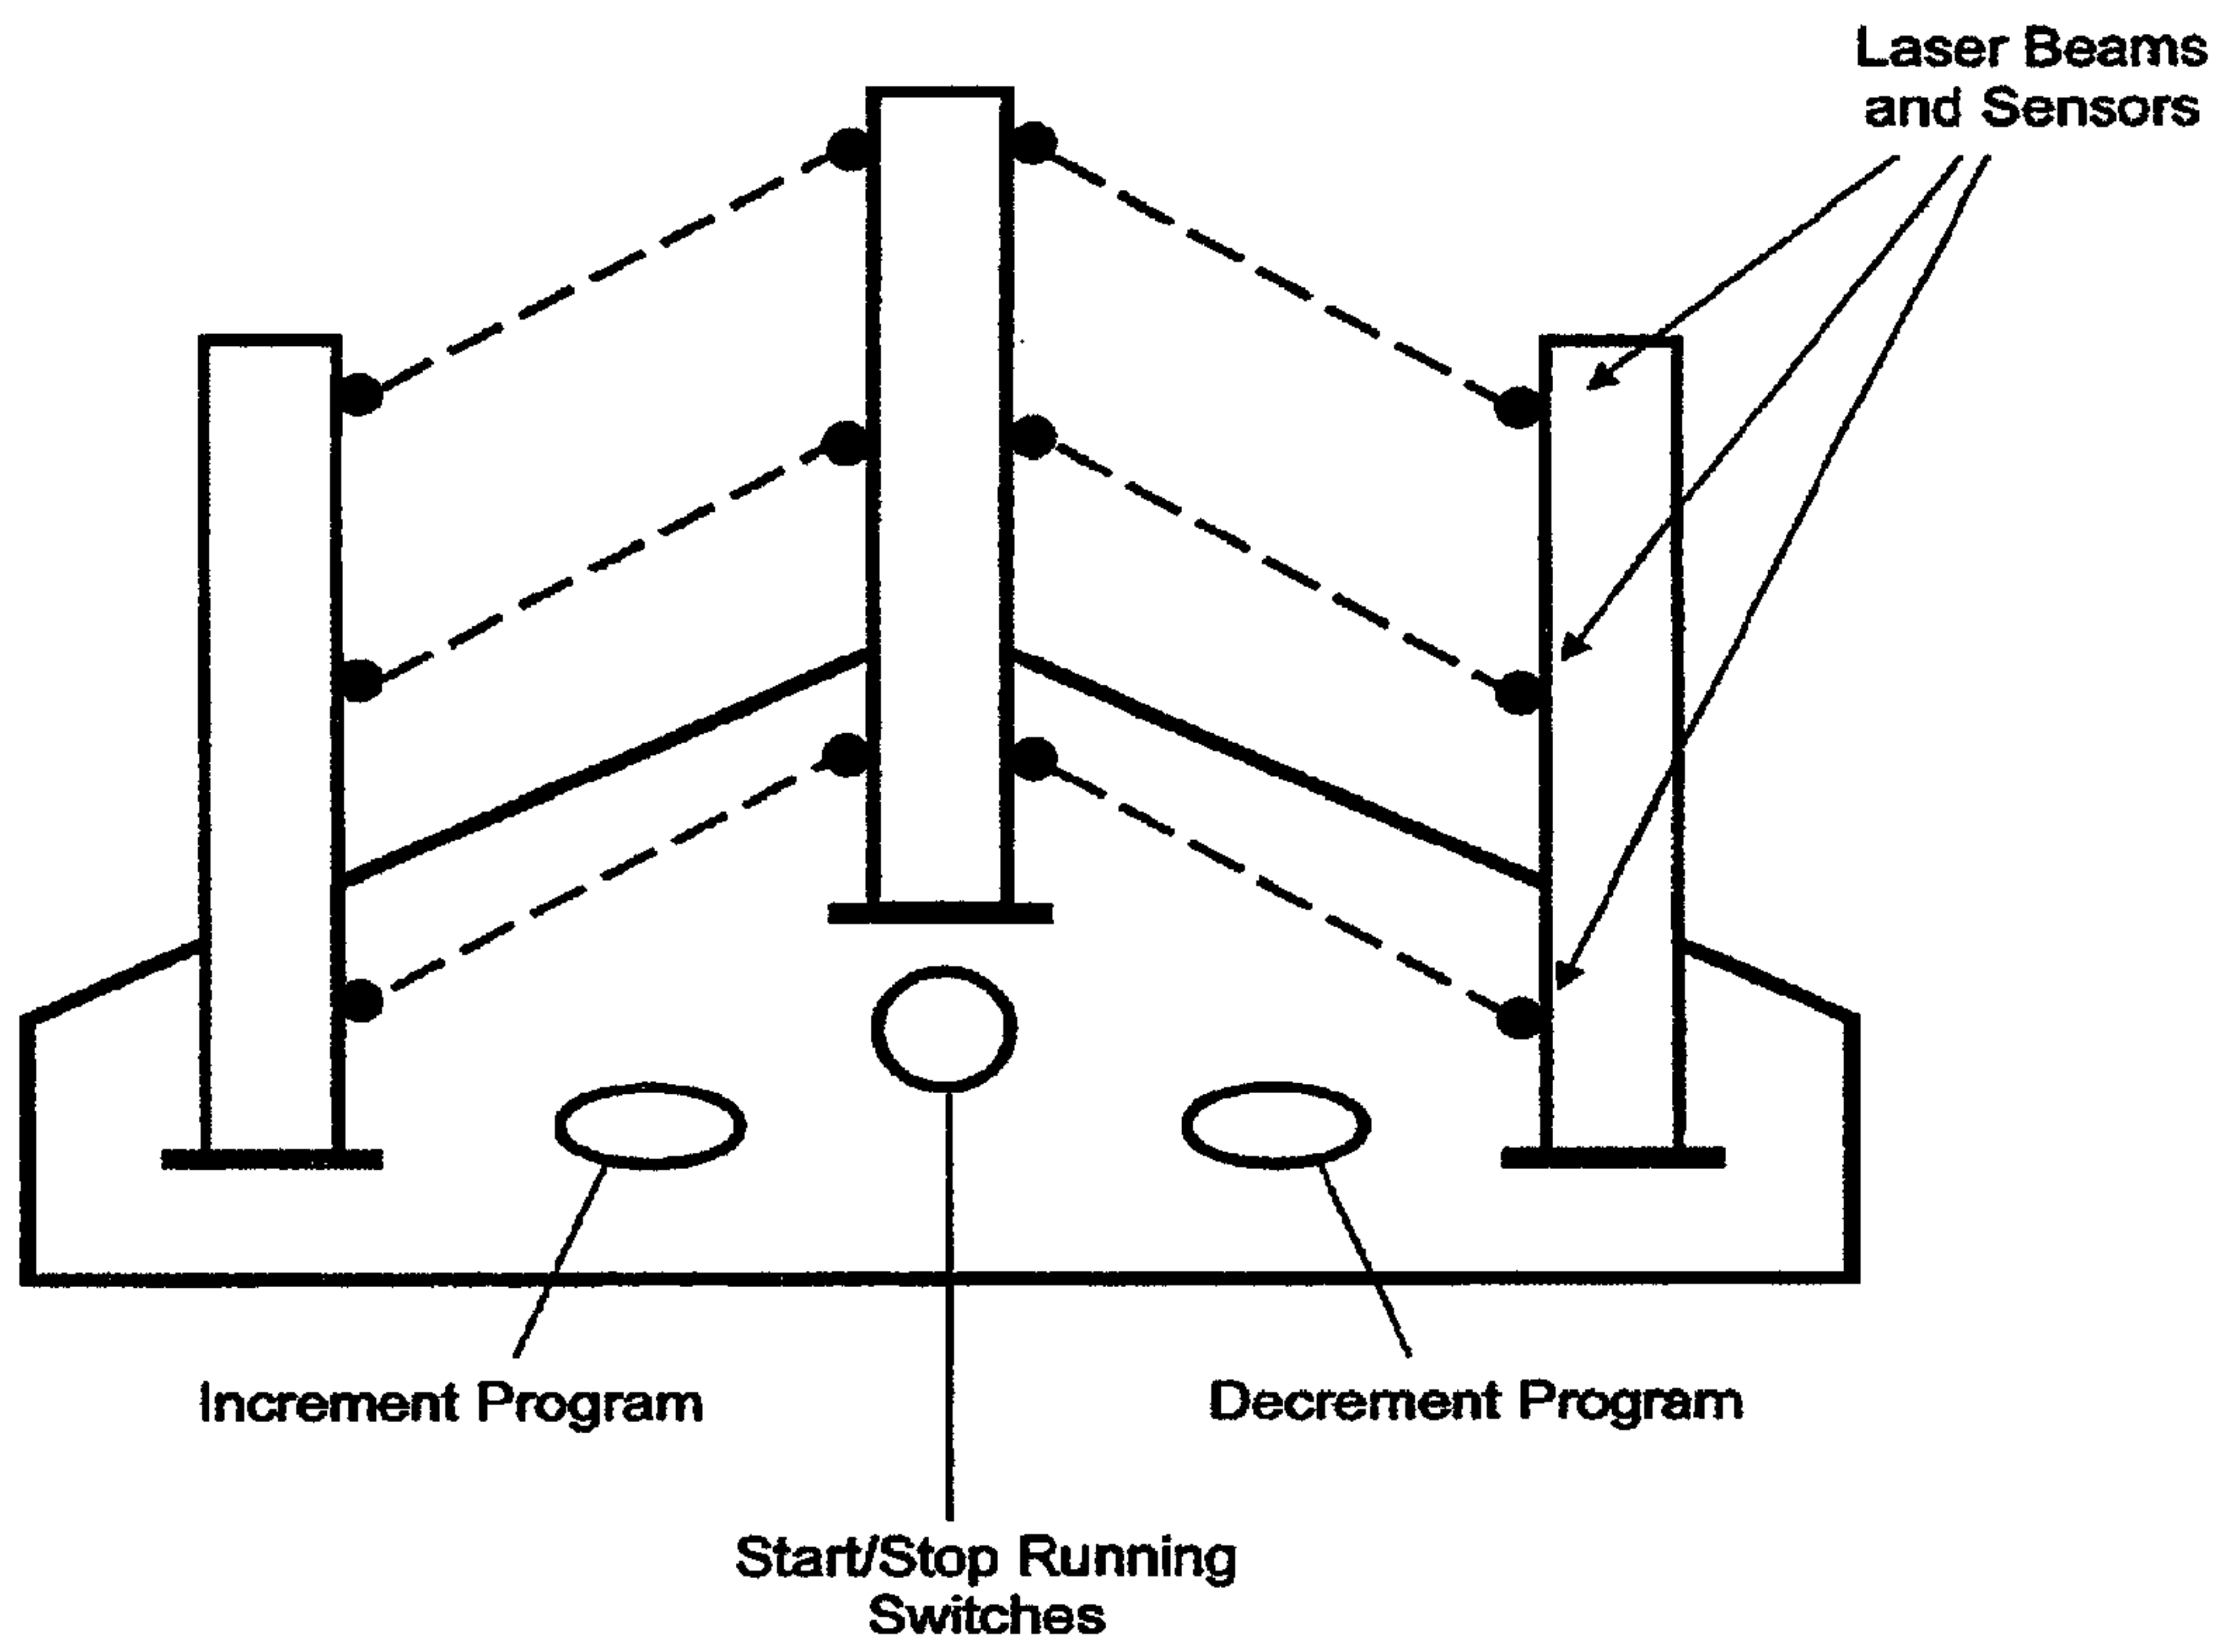 Laser Beams
and Sensors
Increment Program
Decrement Program
Start/Stop Running
Switches